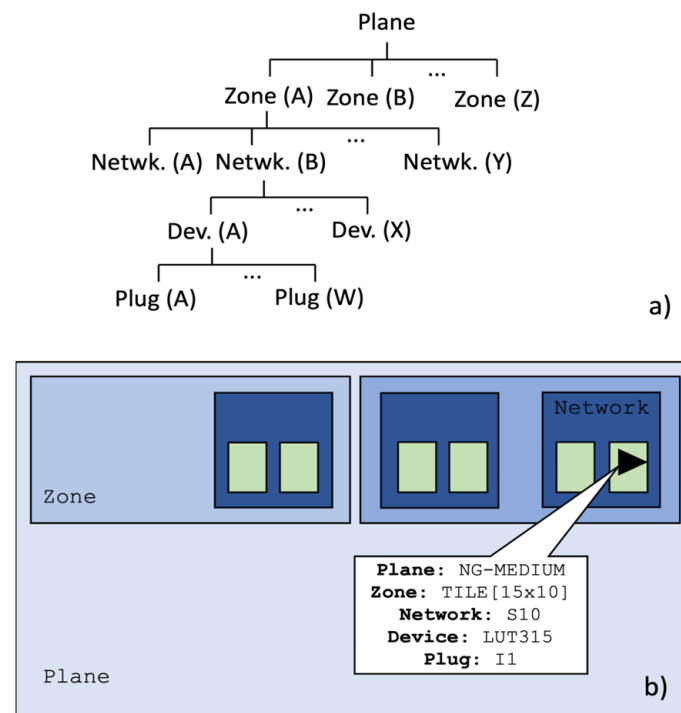 Plane
...
Zone (A) Zone (B) Zone (Z)
...
Netwk. (A) Netwk. (B) Netwk. (Y)
...
Dev. (A) Dev. (X)
...
Plug (A) Plug (W)
a)
Network
Zone
Plane: NG-MEDIUM
Zone: TILE[15x10]
Network: S10
Device: LUT315
Plug: I1
Plane
b)